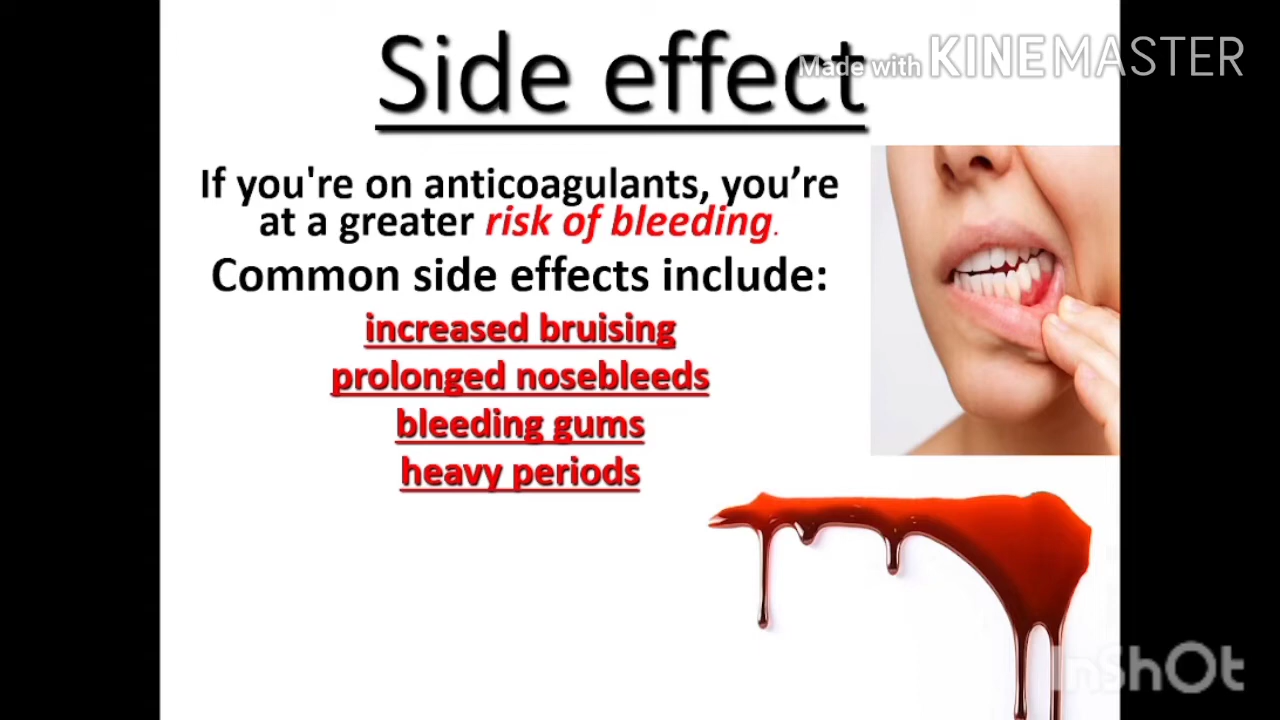 Side effect
Made with KINEMASTER
If you're on anticoagulants, you’re
at a greater risk of bleeding.
Common side effects include:
increased bruising
prolonged nosebleeds
bleeding gums
heavy periods
InShOt